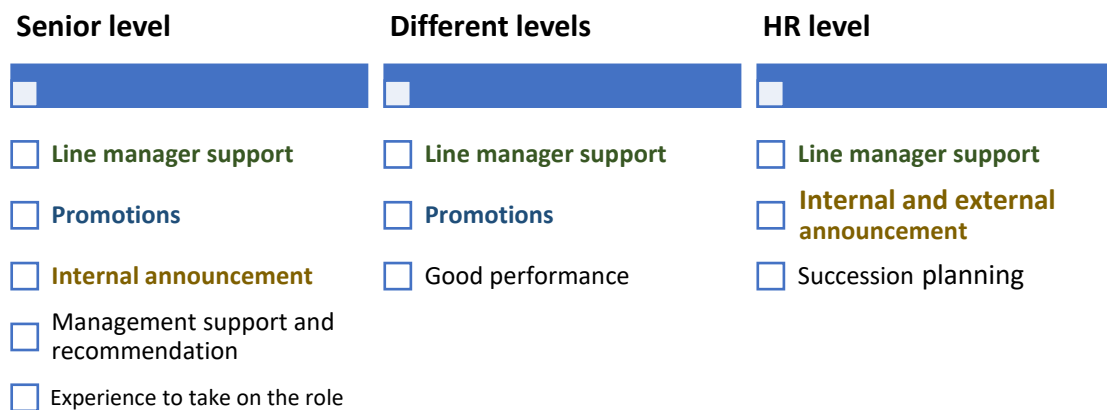 Senior level
Line manager support
Promotions
Internal announcement
Management support and
recommendation
Experience to take on the role
Different levels
Line manager support
Promotions
Good performance
HR level
Line manager support
Internal and external
announcement
Succession planning